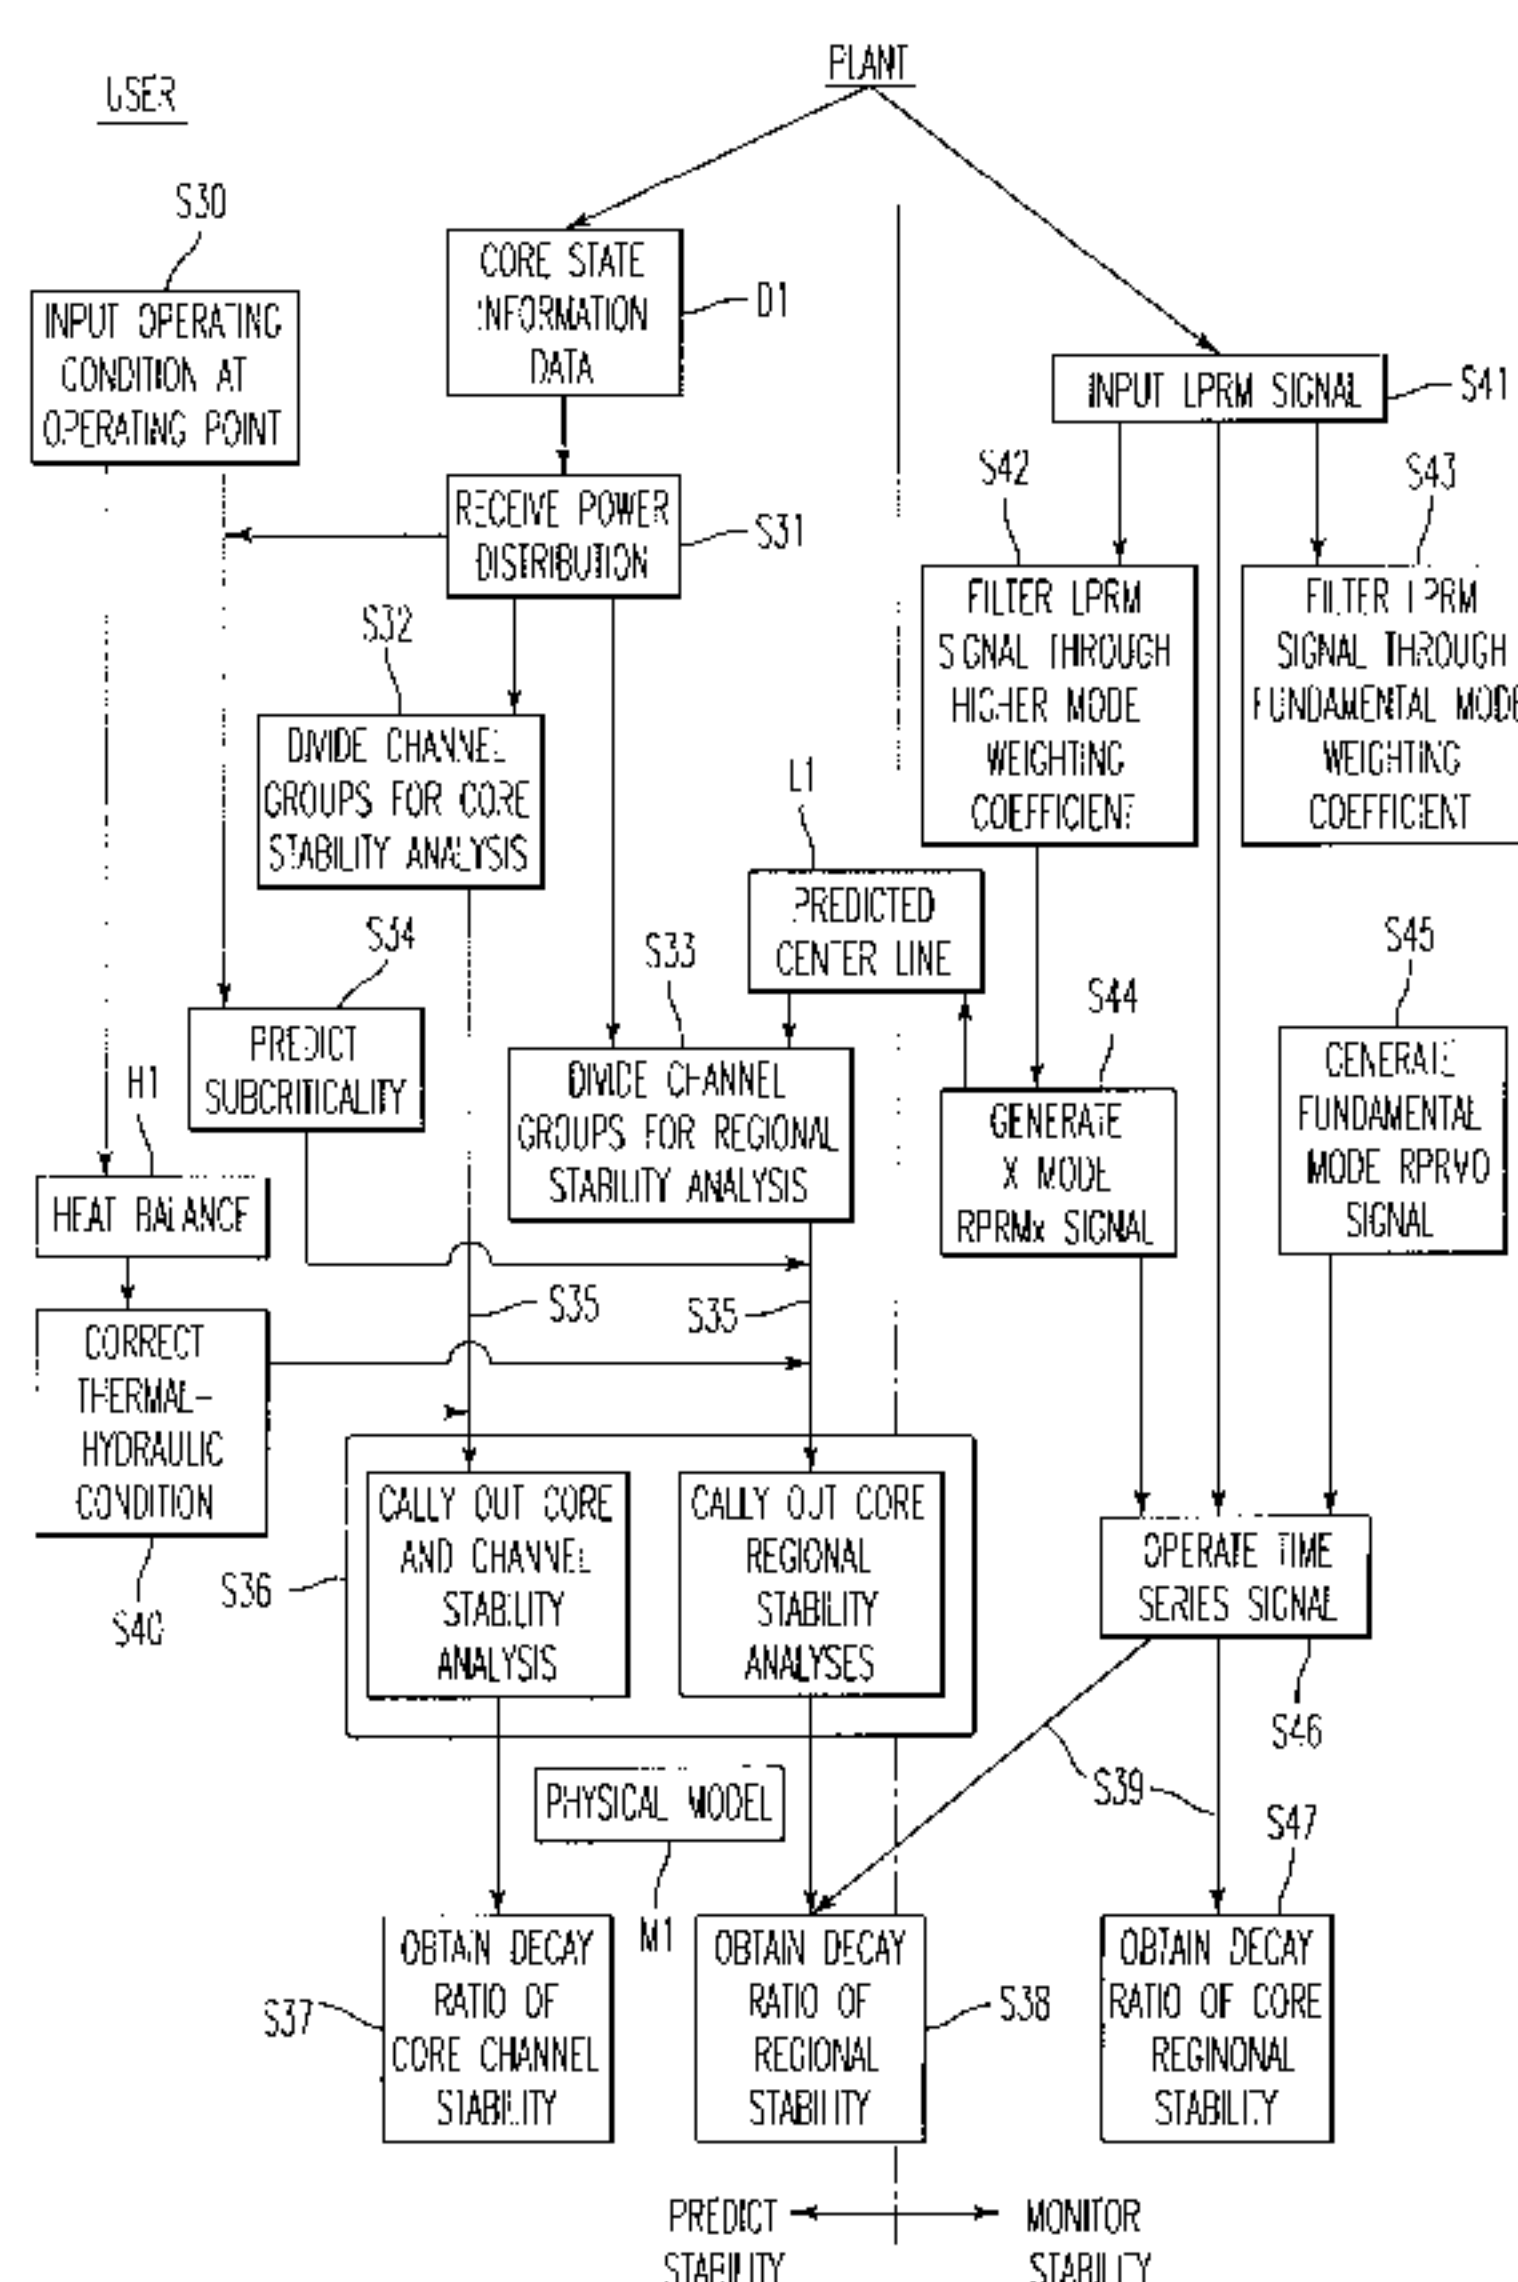 PLANT
USER
S30
INPUT OPERATING
CONDITION AT
OPERATING POINT
CORE STATE
INFORMATION
DATA
D1
INPUT LPRM SIGNAL
S41
RECEIVE POWER
DISTRIBUTION
S31
S42
S43
FILTER LPRM
SIGNAL THROUGH
HIGHER MODE
WEIGHTING
COEFFICIENT
FILTER LPRM
SIGNAL THROUGH
FUNDAMENTAL MODE
WEIGHTING
COEFFICIENT
S32
DIVIDE CHANNEL
GROUPS FOR CORE
STABILITY ANALYSIS
L1
PREDICTED
CENTER LINE
S34
PREDICT
SUBCRITICALITY
S33
DIVIDE CHANNEL
GROUPS FOR REGIONAL
STABILITY ANALYSIS
S44
GENERATE
X MODE
RPRMx SIGNAL
S45
GENERATE
FUNDAMENTAL
MODE RPRMO
SIGNAL
H1
HEAT BALANCE
S35
S35
CORRECT
THERMAL-
HYDRAULIC
CONDITION
S40
S36
CALLY OUT CORE
AND CHANNEL
STABILITY
ANALYSIS
CALLY OUT CORE
REGIONAL
STABILITY
ANALYSES
OPERATE TIME
SERIES SIGNAL
S46
S39
PHYSICAL MODEL
M1
S47
S37
OBTAIN DECAY
RATIO OF
CORE CHANNEL
STABILITY
OBTAIN DECAY
RATIO OF
REGIONAL
STABILITY
S38
OBTAIN DECAY
RATIO OF CORE
REGINONAL
STABILITY
PREDICT
STABILITY
MONITOR
STABILITY